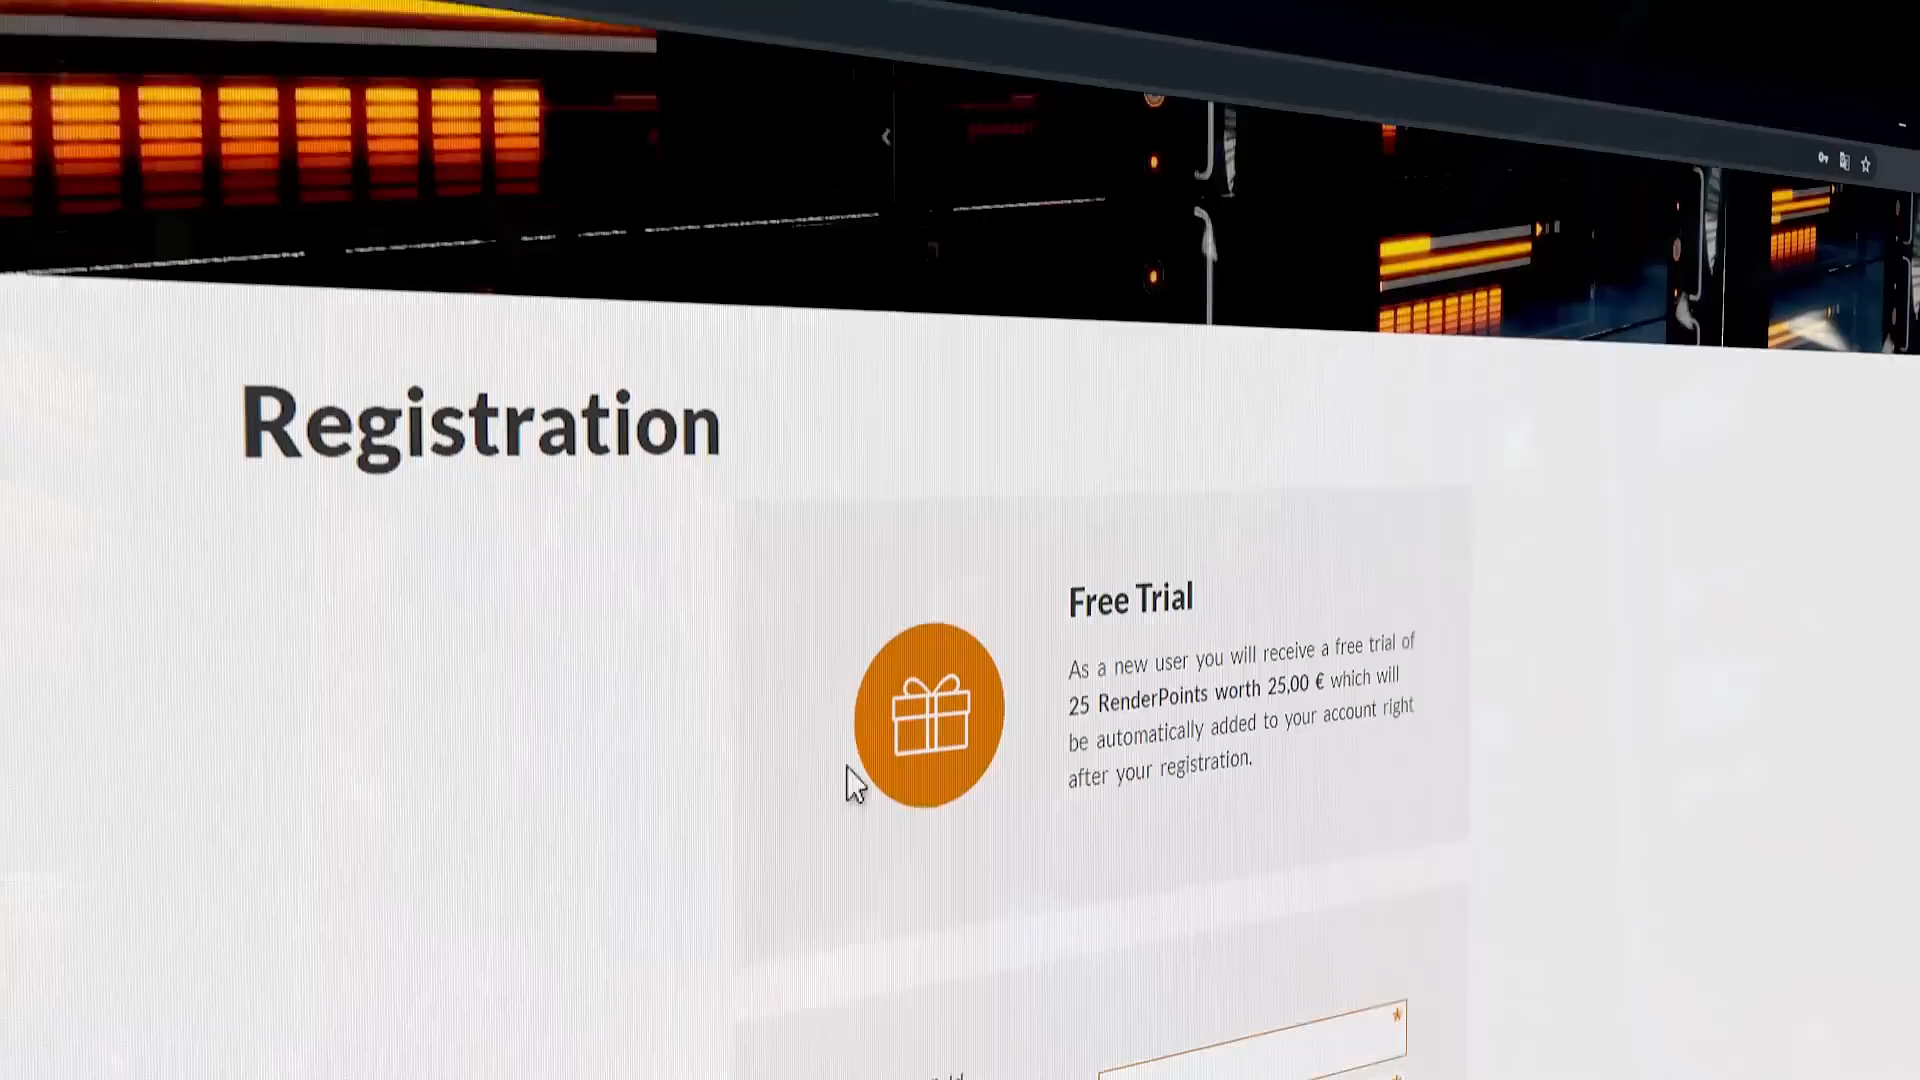 Registration
Free Trial
As a new user you will receive a free trial of
25 RenderPoints worth 25,00 € which will
be automatically added to your account right
after your registration.
*